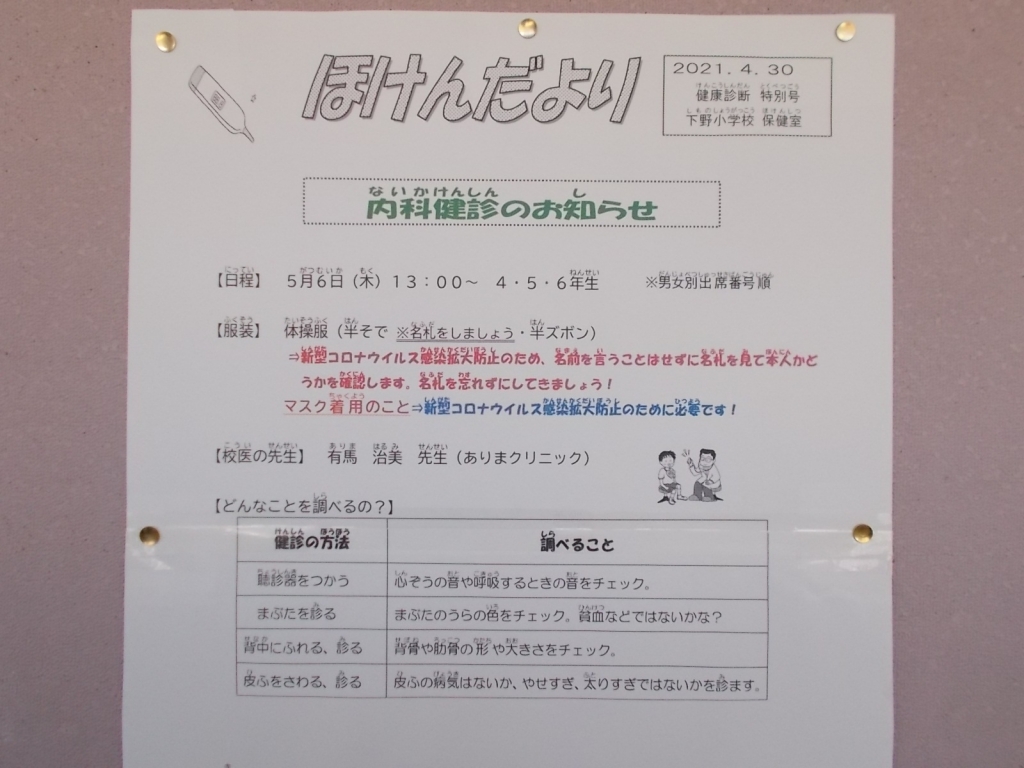 ほけんだより
2021.4.30
健康診断 特別号
下野小学校 保健室
内科健診のお知らせ
【日程】 5月6日(木)13:00～ 4・5・6年生 ※男女別出席番号順
【服装】 体操服(半そで ※名札をしましょう・半ズボン)
⇒新型コロナウイルス感染拡大防止のため、名前を言うことはせずに名札を見て本人かど
うかを確認します。名札を忘れずにしてきましょう！
マスク着用のこと⇒新型コロナウイルス感染拡大防止のために必要です！
【校医の先生】 有馬 治美 先生(ありまクリニック)
【どんなことを調べるの？】
健診の方法 調べること
聴診器をつかう 心ぞうの音や呼吸するときの音をチェック。
まぶたを診る まぶたのうらの色をチェック。貧血などではないかな？
背中にふれる、診る 背骨や肋骨の形や大きさをチェック。
皮ふをさわる、診る 皮ふの病気はないか、やせすぎ、太りすぎではないかを診ます。